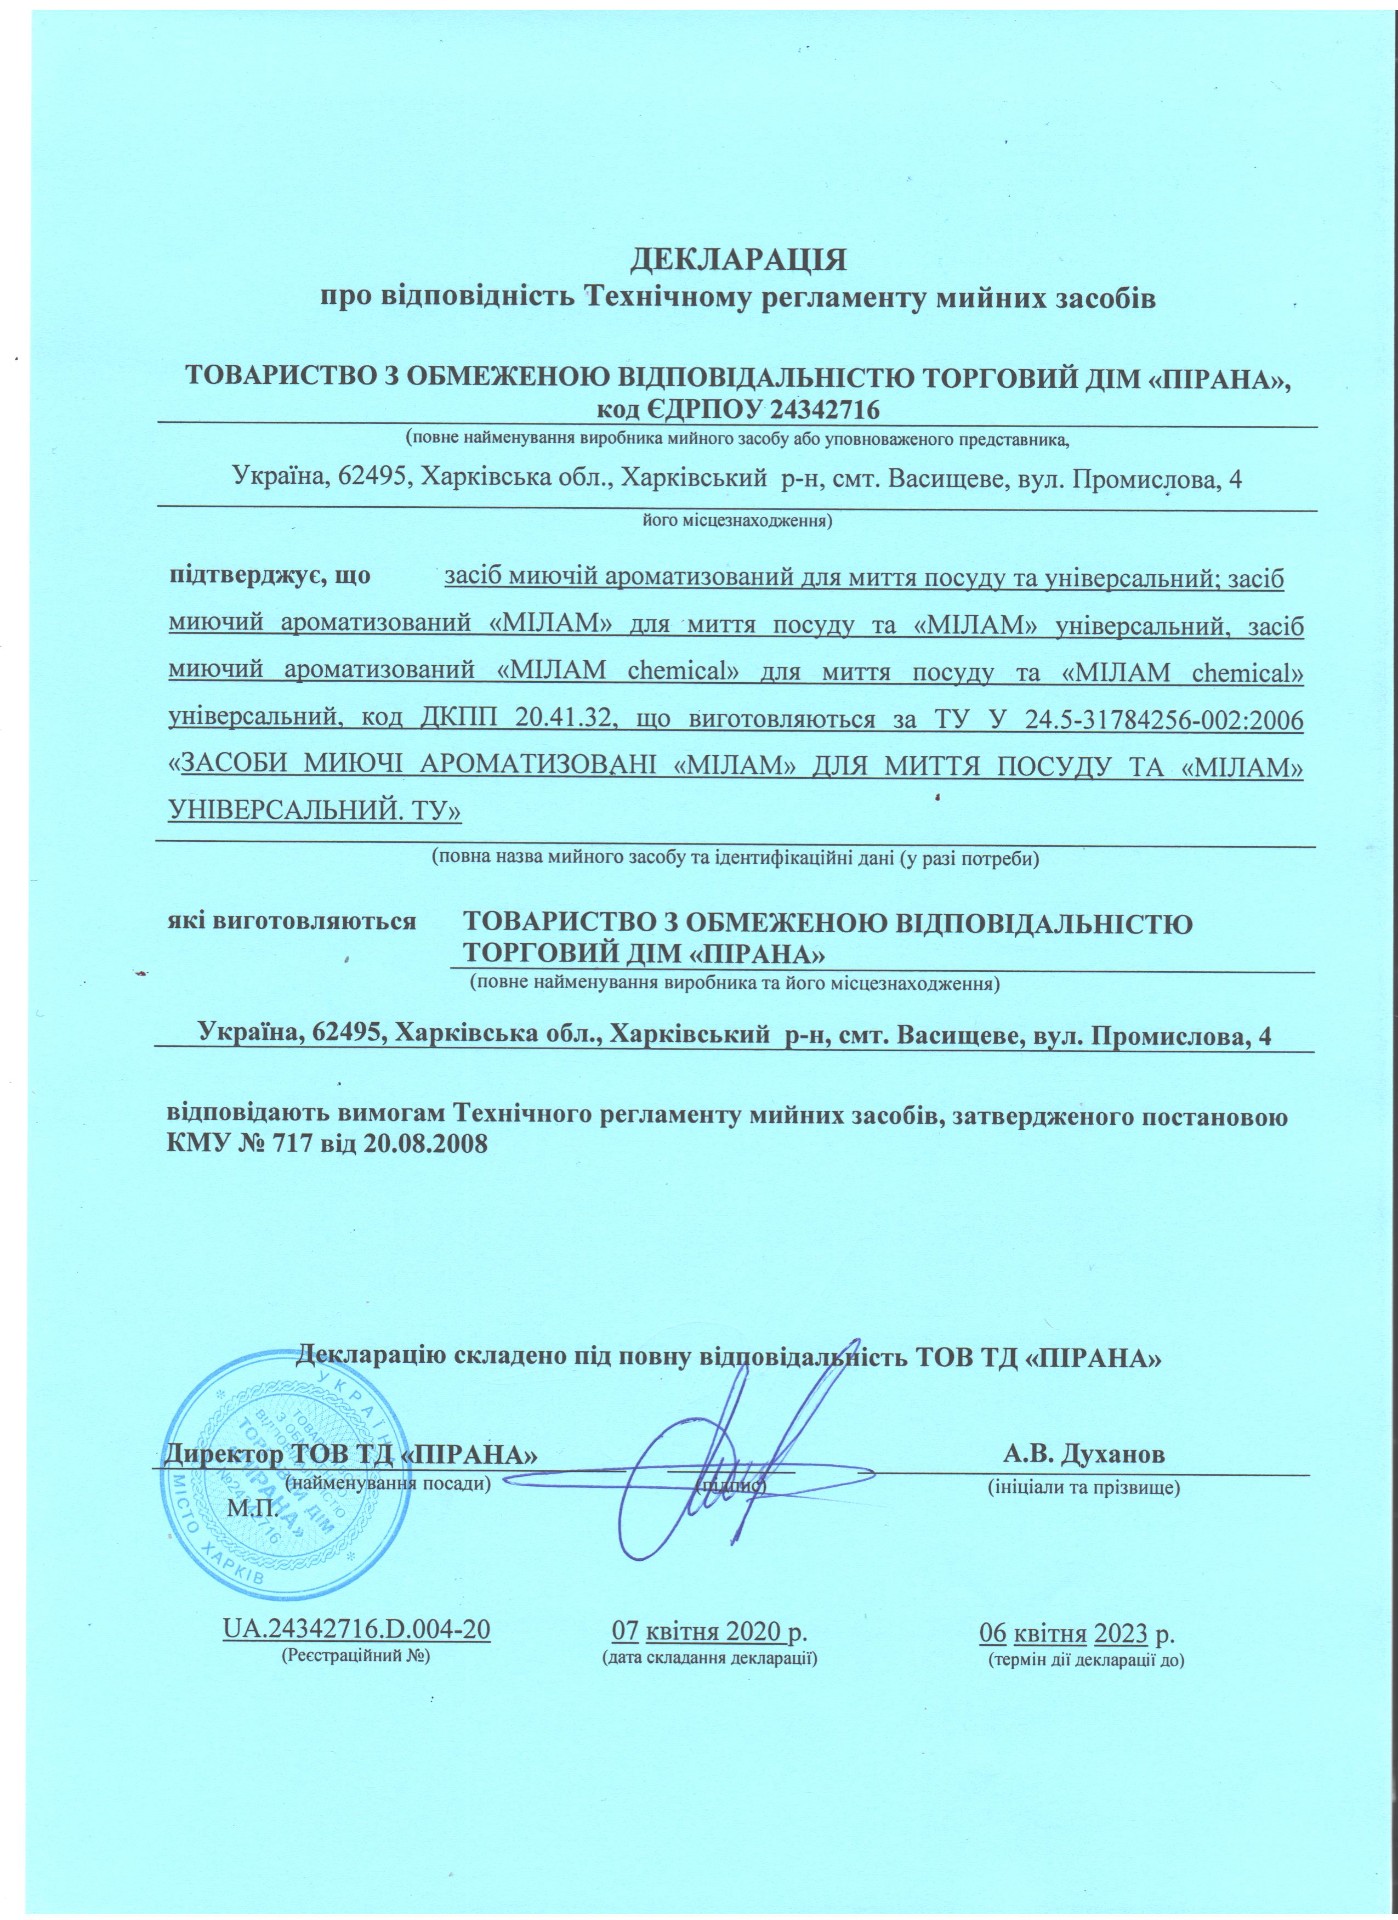 ДЕКЛАРАЦІЯ
про відповідність Технічному регламенту мийних засобів
ТОВАРИСТВО З ОБМЕЖЕНОЮ ВІДПОВІДАЛЬНІСТЮ ТОРГОВИЙ ДІМ «ПІРАНА»,
код ЄДРПОУ 24342716
(повне найменування виробника мийного засобу або уповноваженого представника,
Україна, 62495, Харківська обл., Харківський р-н, смт. Васищеве, вул. Промислова, 4
його місцезнаходження)
підтверджує, що засіб миючій ароматизований для миття посуду та універсальний; засіб
миючий ароматизований «МІЛАМ» для миття посуду та «МІЛАМ» універсальний, засіб
миючий ароматизований «МІЛАМ chemical» для миття посуду та «МІЛАМ chemical»
універсальний, код ДКПП 20.41.32, що виготовляються за ТУ У 24.5-31784256-002:2006
«ЗАСОБИ МИЮЧІ АРОМАТИЗОВАНІ «МІЛАМ» ДЛЯ МИТТЯ ПОСУДУ ТА «МІЛАМ»
УНІВЕРСАЛЬНИЙ. ТУ»
(повна назва мийного засобу та ідентифікаційні дані (у разі потреби)
які виготовляються ТОВАРИСТВО З ОБМЕЖЕНОЮ ВІДПОВІДАЛЬНІСТЮ
ТОРГОВИЙ ДІМ «ПІРАНА»
(повне найменування виробника та його місцезнаходження)
Україна, 62495, Харківська обл., Харківський р-н, смт. Васищеве, вул. Промислова, 4
відповідають вимогам Технічного регламенту мийних засобів, затвердженого постановою
КМУ № 717 від 20.08.2008
Декларацію складено під повну відповідальність ТОВ ТД «ПІРАНА»
Директор ТОВ ТД «ПІРАНА» А.В. Духанов
(найменування посади) (підпис) (ініціали та прізвище)
М.П.
УКРАЇНА
МІСТО ХАРКІВ
ТОВАРИСТВО
З ОБМЕЖЕНОЮ
ВІДПОВІДАЛЬНІСТЮ
ТОРГОВИЙ ДІМ
«ПІРАНА»
№24342716
UA.24342716.D.004-20 07 квітня 2020 р. 06 квітня 2023 р.
(Реєстраційний №) (дата складання декларації) (термін дії декларації до)